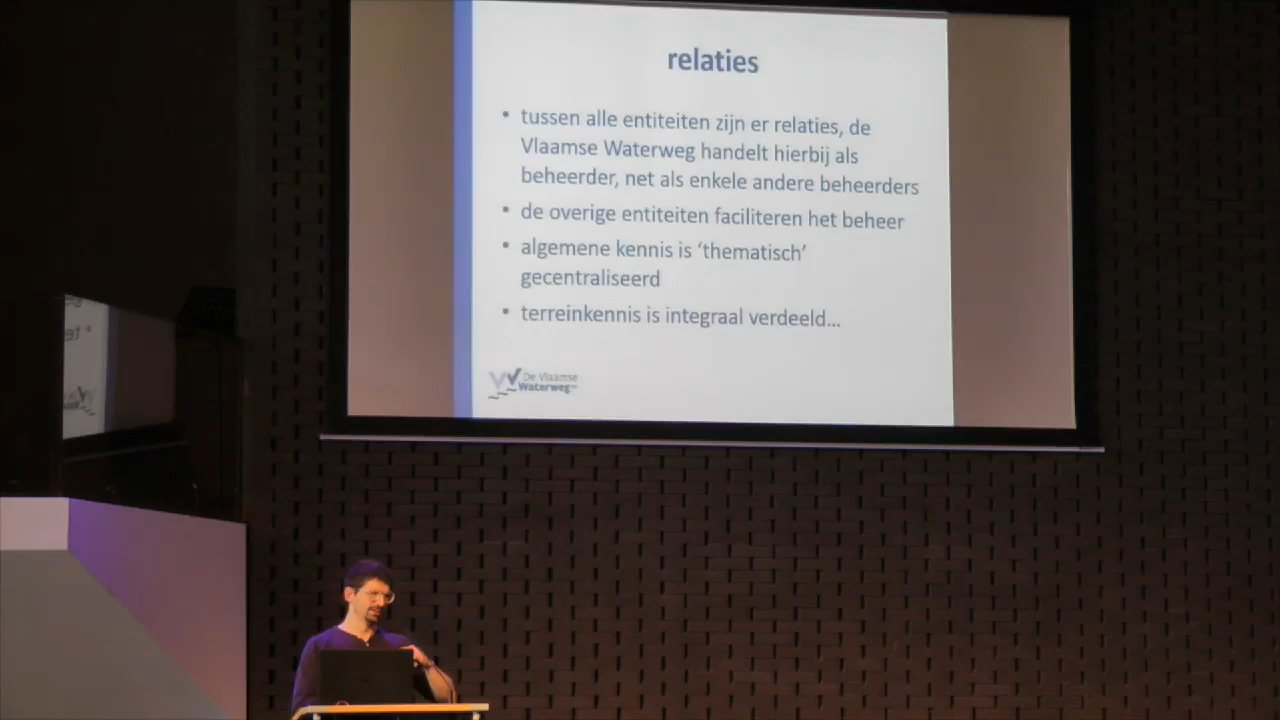 relaties
• tussen alle entiteiten zijn er relaties, de
Vlaamse Waterweg handelt hierbij als
beheerder, net als enkele andere beheerders
• de overige entiteiten faciliteren het beheer
• algemene kennis is ‘thematisch’
gecentraliseerd
• terreinkennis is integraal verdeeld...
De Vlaamse
Waterweg